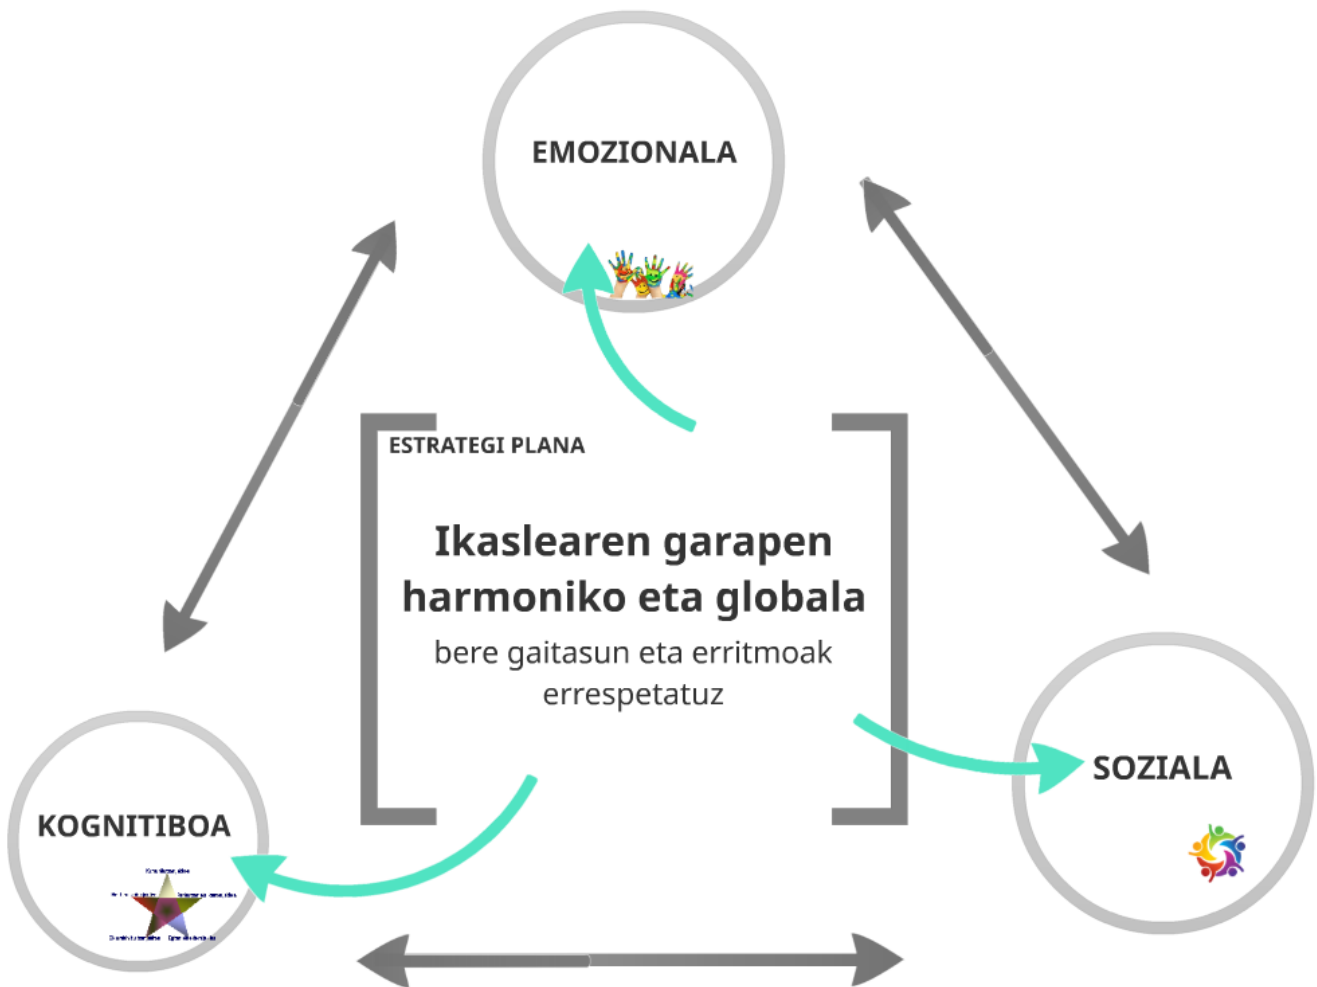 EMOZIONALA
ESTRATEGI PLANA
Ikaslearen garapen
harmoniko eta globala
bere gaitasun eta erritmoak
errespetatuz
SOZIALA
KOGNITIBOA